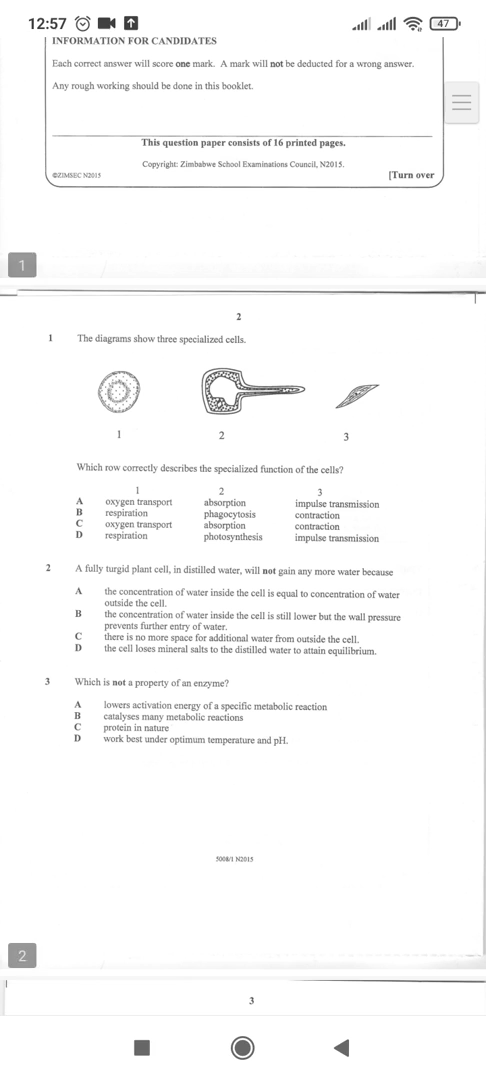 12:57
47
INFORMATION FOR CANDIDATES
Each correct answer will score one mark. A mark will not be deducted for a wrong answer.
Any rough working should be done in this booklet.
This question paper consists of 16 printed pages.
Copyright: Zimbabwe School Examinations Council, N2015.
©ZIMSEC N2015
[Turn over
1
2
1 The diagrams show three specialized cells.
1 2 3
Which row correctly describes the specialized function of the cells?
1 2 3
A oxygen transport absorption impulse transmission
B respiration phagocytosis contraction
C oxygen transport absorption contraction
D respiration photosynthesis impulse transmission
2 A fully turgid plant cell, in distilled water, will not gain any more water because
A the concentration of water inside the cell is equal to concentration of water
outside the cell.
B the concentration of water inside the cell is still lower but the wall pressure
prevents further entry of water.
C there is no more space for additional water from outside the cell.
D the cell loses mineral salts to the distilled water to attain equilibrium.
3 Which is not a property of an enzyme?
A lowers activation energy of a specific metabolic reaction
B catalyses many metabolic reactions
C protein in nature
D work best under optimum temperature and pH.
5008/1 N2015
2
3